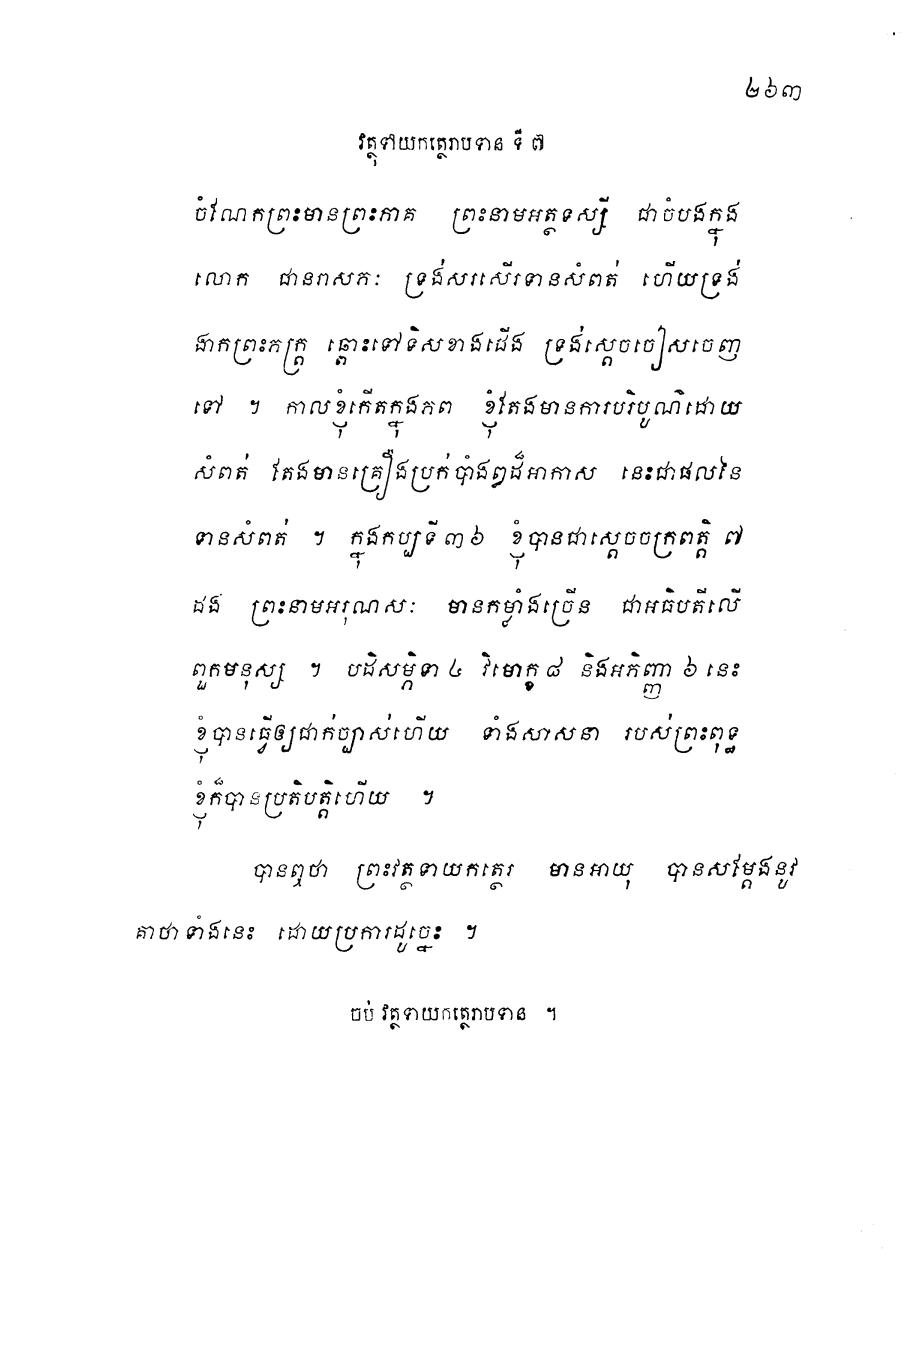 ២៦៣
វត្ថុទាយកត្ថេរាបទាន ទី ៧
ចំណែកព្រះមានព្រះភាគ ព្រះនាមអត្ថទស្សី ជាចំបងក្នុង
លោក ជានរាសភៈ ទ្រង់សរសើរទានសំពត់ ហើយទ្រង់
ងាកព្រះភក្ត្រ ឆ្ពោះទៅទិសខាងជើង ទ្រង់ស្តេចចៀសចេញ
ទៅ ។ កាលខ្ញុំកើតក្នុងភព ខ្ញុំតែងមានការបរិបូណ៌ដោយ
សំពត់ តែងមានគ្រឿងប្រក់បាំងឰដ៏អាកាស នេះជាផលនៃ
ទានសំពត់ ។ ក្នុងកប្បទី ៣៦ ខ្ញុំបានជាស្តេចចក្រពត្តិ ៧
ដង ព្រះនាមអរុណសៈ មានកម្លាំងច្រើន ជាអធិបតីលើ
ពួកមនុស្ស ។ បដិសម្ភិទា ៤ វិមោក្ខ ៨ និងអភិញ្ញា ៦ នេះ
ខ្ញុំបានធ្វើឲ្យជាក់ច្បាស់ហើយ ទាំងសាសនា របស់ព្រះពុទ្ធ
ខ្ញុំក៏បានប្រតិបត្តិហើយ ។
បានឮថា ព្រះវត្ថទាយកត្ថេរ មានអាយុ បានសម្តែងនូវ
គាថាទាំងនេះ ដោយប្រការដូច្នេះ ។
ចប់ វត្ថទាយកត្ថេរាបទាន ។